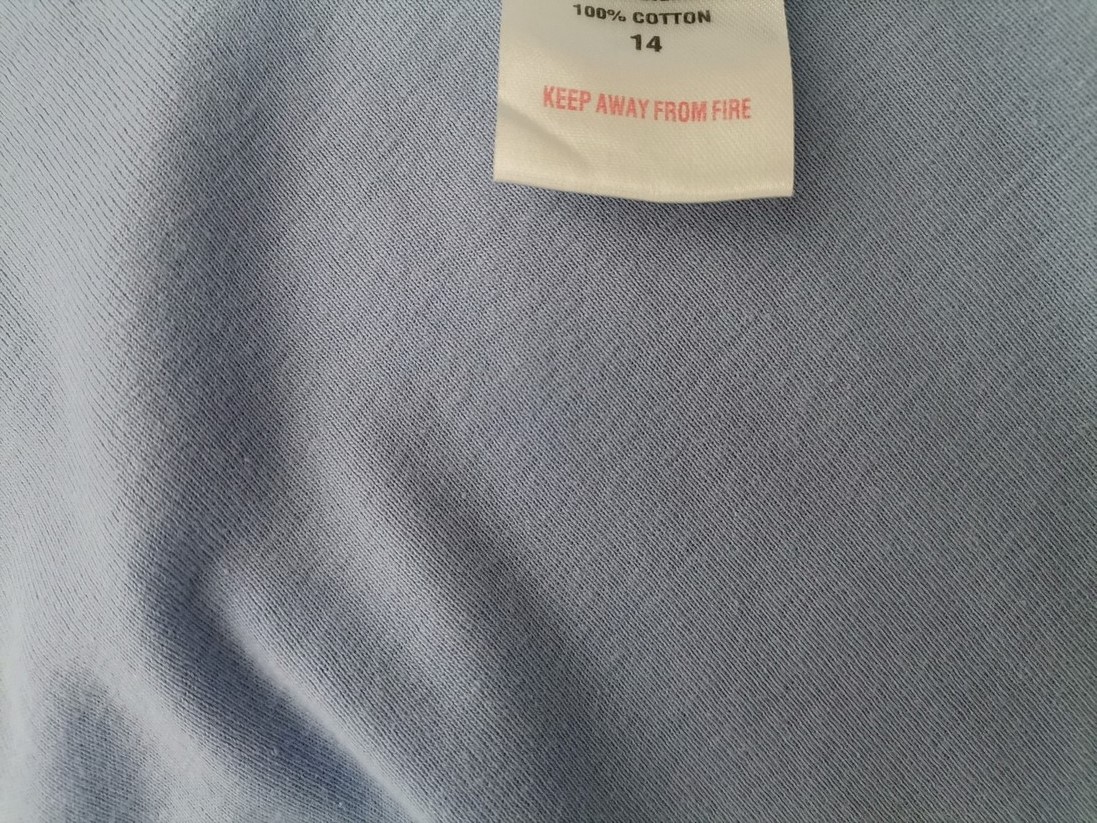 100% COTTON
14
KEEP AWAY FROM FIRE